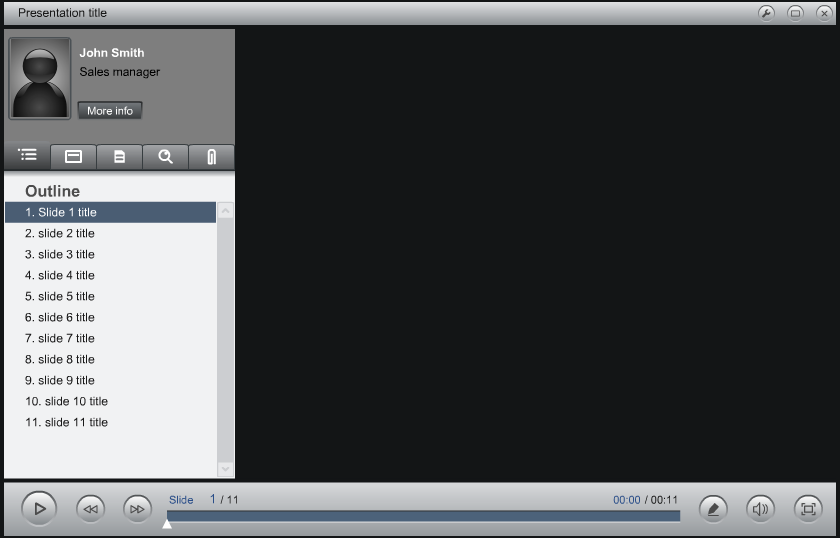 Presentation title
John Smith
Sales manager
More info
Outline
1. Slide 1 title
2. slide 2 title
3. slide 3 title
4. slide 4 title
5. slide 5 title
6. slide 6 title
7. slide 7 title
8. slide 8 title
9. slide 9 title
10. slide 10 title
11. slide 11 title
Slide 1 / 11 00:00 / 00:11